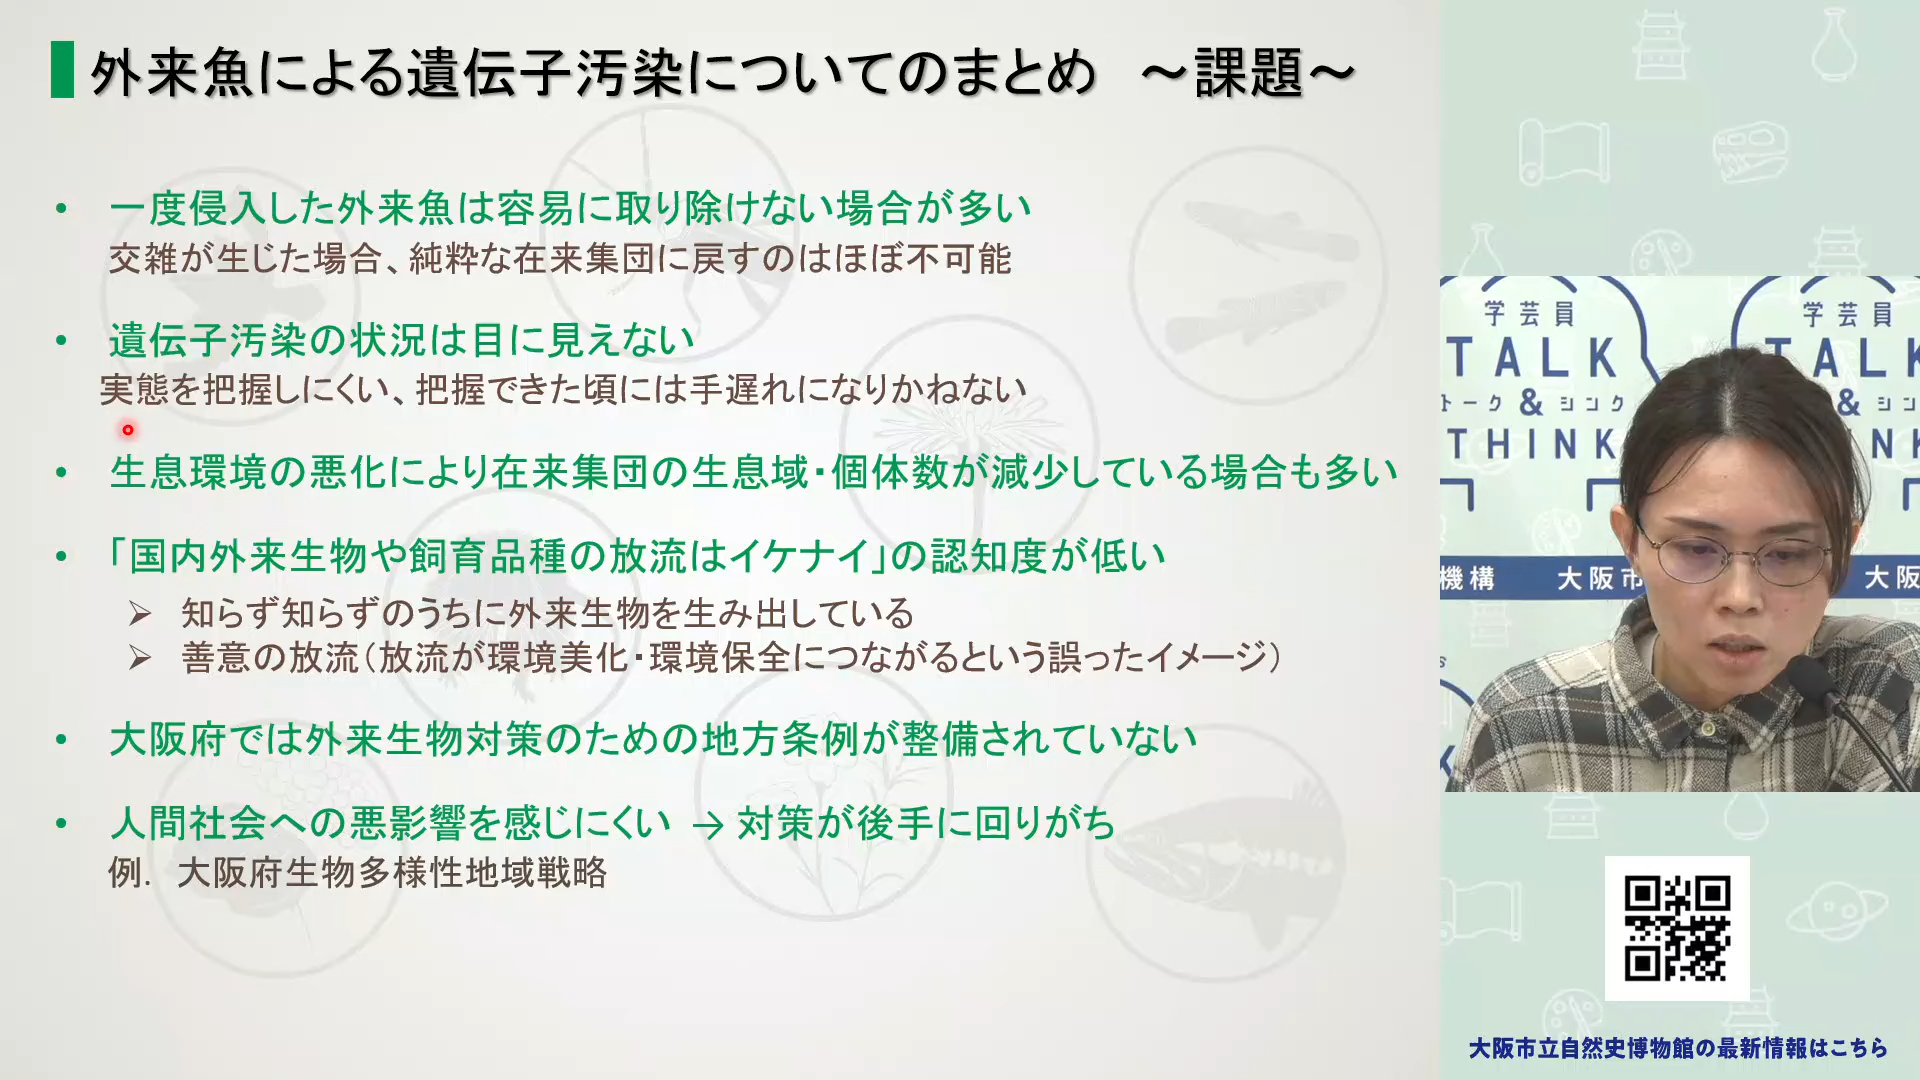 外来魚による遺伝子汚染についてのまとめ　～課題～
• 一度侵入した外来魚は容易に取り除けない場合が多い
交雑が生じた場合、純粋な在来集団に戻すのはほぼ不可能
• 遺伝子汚染の状況は目に見えない
実態を把握しにくい、把握できた頃には手遅れになりかねない
• 生息環境の悪化により在来集団の生息域・個体数が減少している場合も多い
• 「国内外来生物や飼育品種の放流はイケナイ」の認知度が低い
➢ 知らず知らずのうちに外来生物を生み出している
➢ 善意の放流（放流が環境美化・環境保全につながるという誤ったイメージ）
• 大阪府では外来生物対策のための地方条例が整備されていない
• 人間社会への悪影響を感じにくい → 対策が後手に回りがち
例．大阪府生物多様性地域戦略
学芸員
TALK
トーク & シンク
THINK
機構　大阪市
学芸員
TALK
& シン
NK
大阪
大阪市立自然史博物館の最新情報はこちら